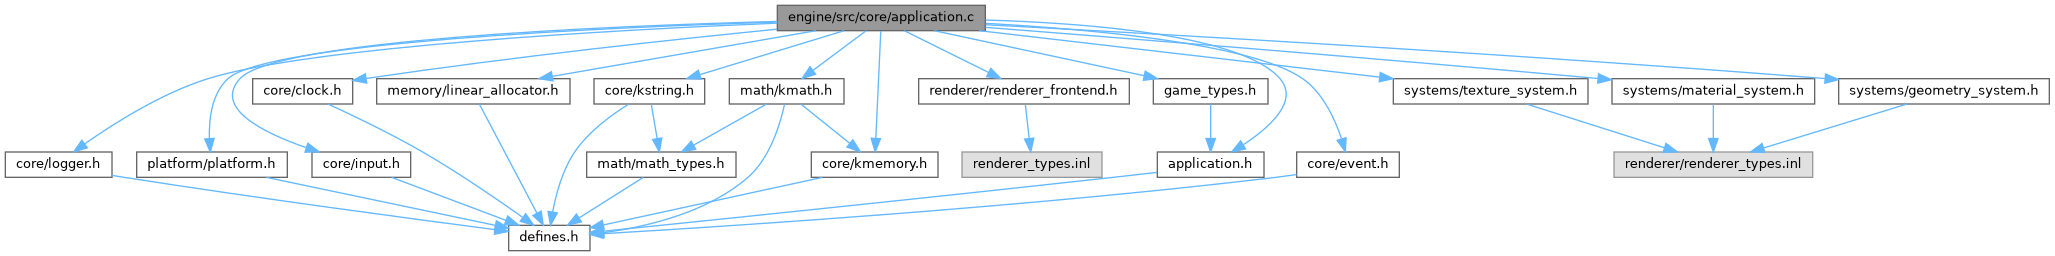 engine/src/core/application.c
core/clock.h
memory/linear_allocator.h
core/kstring.h
math/kmath.h
renderer/renderer_frontend.h
game_types.h
systems/texture_system.h
systems/material_system.h
systems/geometry_system.h
core/logger.h
platform/platform.h
core/input.h
math/math_types.h
core/kmemory.h
renderer_types.inl
application.h
core/event.h
renderer/renderer_types.inl
defines.h